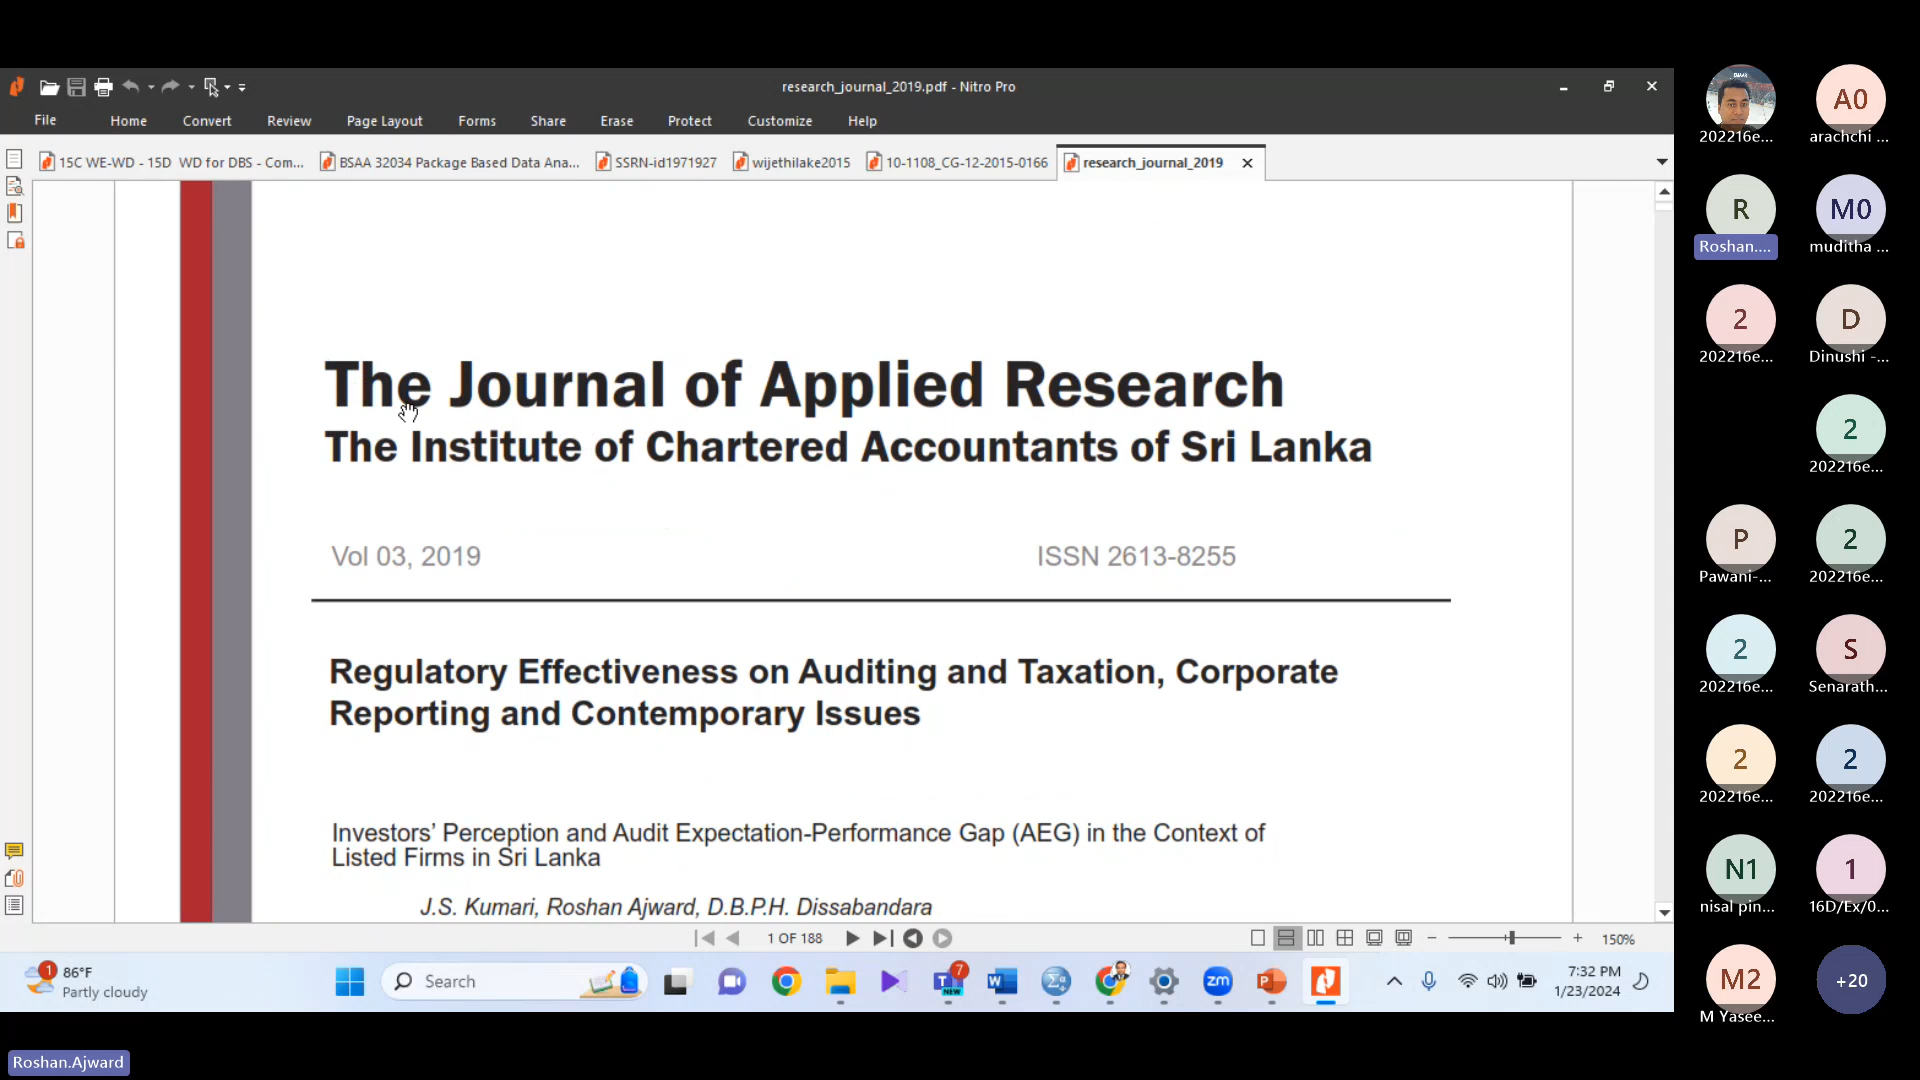 research_journal_2019.pdf - Nitro Pro
File Home Convert Review Page Layout Forms Share Erase Protect Customize Help
15C WE-WD - 15D WD for DBS - Com... BSAA 32034 Package Based Data Ana... SSRN-id1971927 wijethilake2015 10-1108_CG-12-2015-0166 research_journal_2019
The Journal of Applied Research
The Institute of Chartered Accountants of Sri Lanka
Vol 03, 2019 ISSN 2613-8255
Regulatory Effectiveness on Auditing and Taxation, Corporate
Reporting and Contemporary Issues
Investors' Perception and Audit Expectation-Performance Gap (AEG) in the Context of
Listed Firms in Sri Lanka
J.S. Kumari, Roshan Ajward, D.B.P.H. Dissabandara
1 OF 188
150%
1
86°F
Partly cloudy
Search
7
NEW
zm
7:32 PM
1/23/2024
Roshan.Ajward
202216e...
A0
arachchi ...
R
Roshan....
M0
muditha ...
2
202216e...
D
Dinushi -...
2
202216e...
P
Pawani-...
2
202216e...
2
202216e...
S
Senarath...
2
202216e...
2
202216e...
N1
nisal pin...
1
16D/Ex/0...
M2
M Yasee...
+20